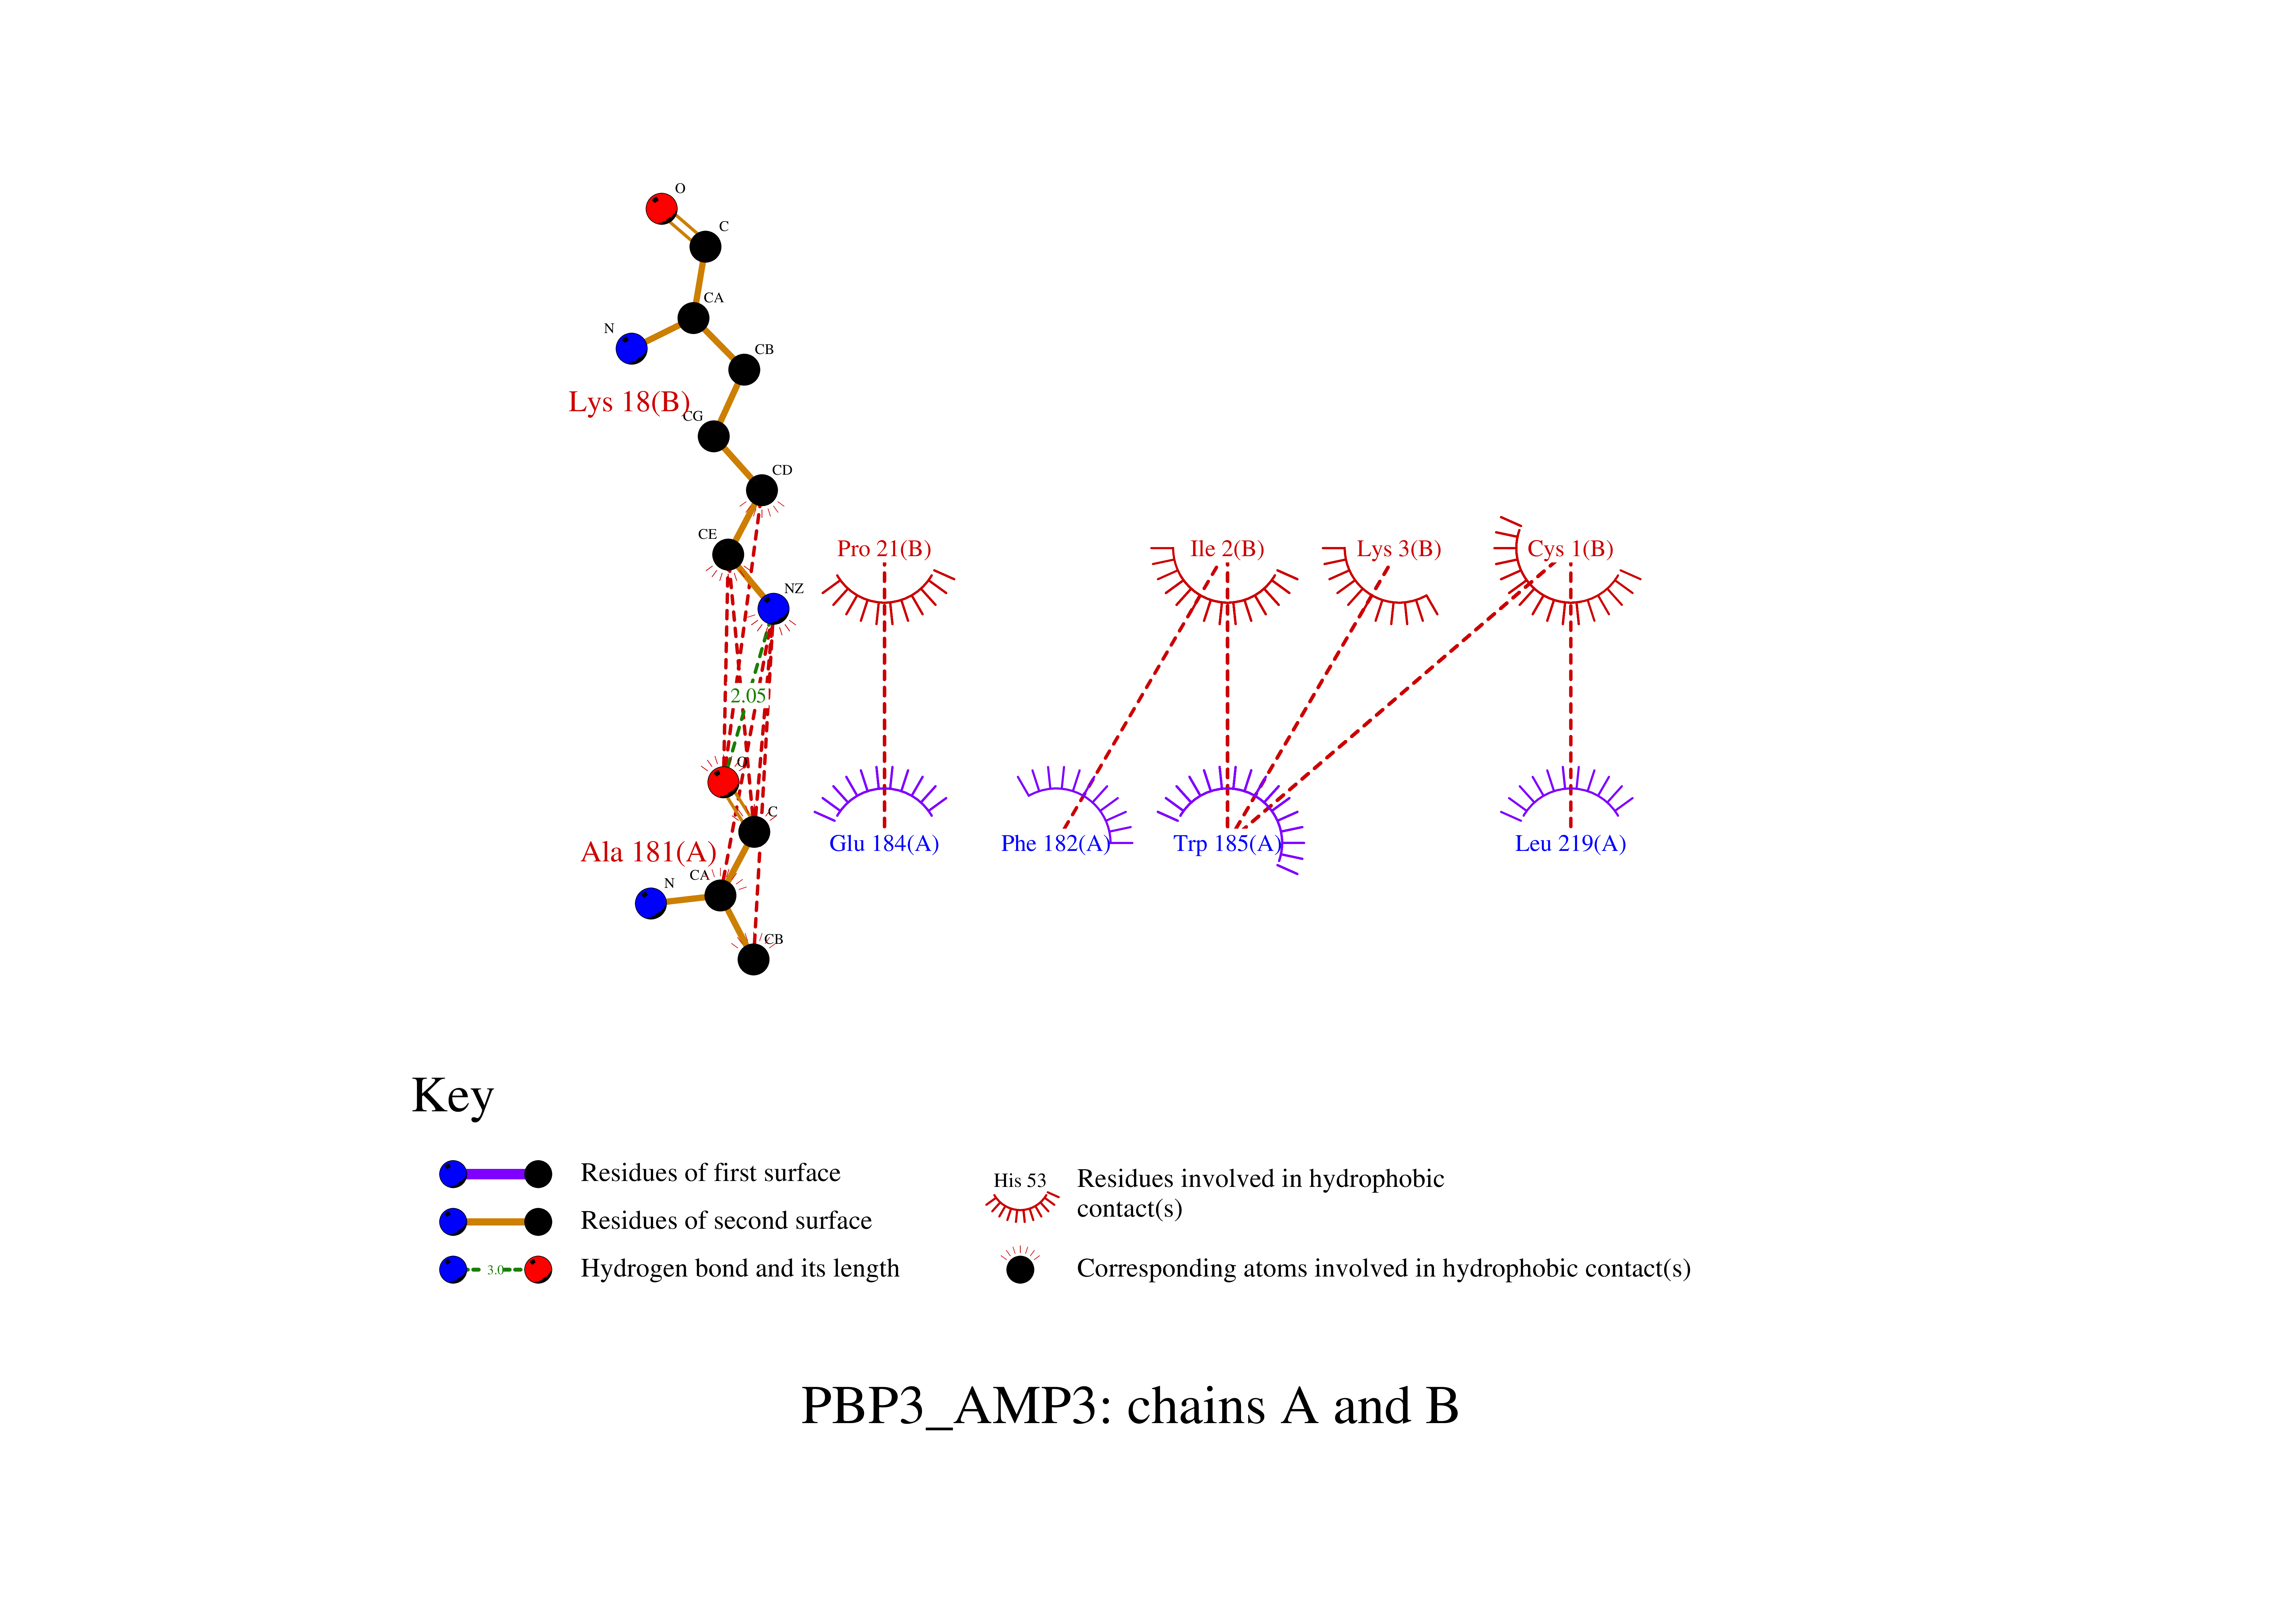 O
C
CA
N
CB
Lys 18(B)
CG
CD
CE
NZ
Pro 21(B)
Ile 2(B)
Lys 3(B)
Cys 1(B)
2.05
O
C
Ala 181(A)
Glu 184(A)
Phe 182(A)
Trp 185(A)
Leu 219(A)
CA
N
CB
Key
Residues of first surface
Residues of second surface
3.0
Hydrogen bond and its length
His 53
Residues involved in hydrophobic
contact(s)
Corresponding atoms involved in hydrophobic contact(s)
PBP3_AMP3: chains A and B